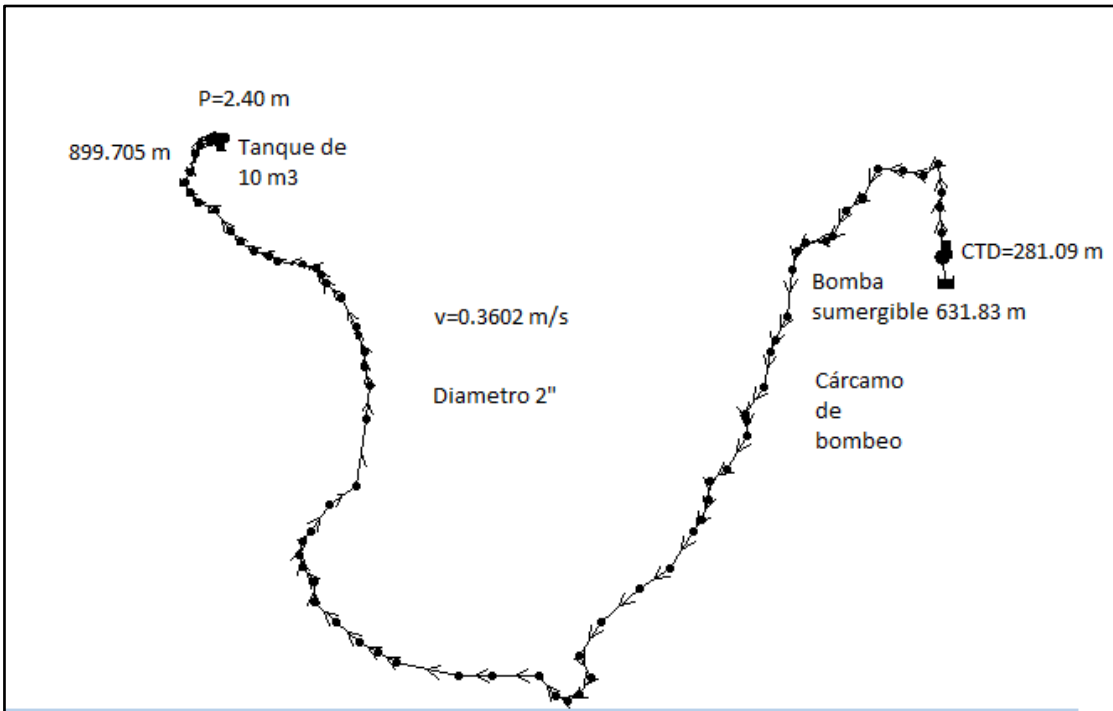 P=2.40 m
899.705 m
Tanque de
10 m3
CTD=281.09 m
Bomba
sumergible 631.83 m
v=0.3602 m/s
Diametro 2"
Cárcamo
de
bombeo